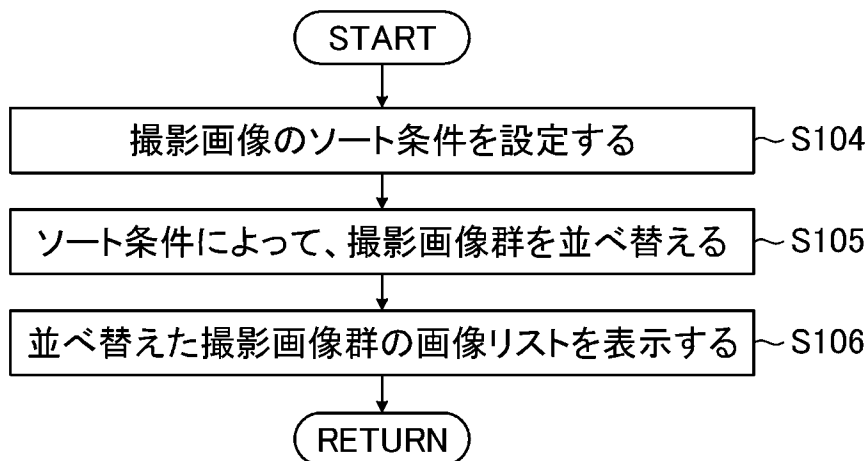 START
撮影画像のソート条件を設定する ~S104
ソート条件によって、撮影画像群を並べ替える ~S105
並べ替えた撮影画像群の画像リストを表示する ~S106
RETURN